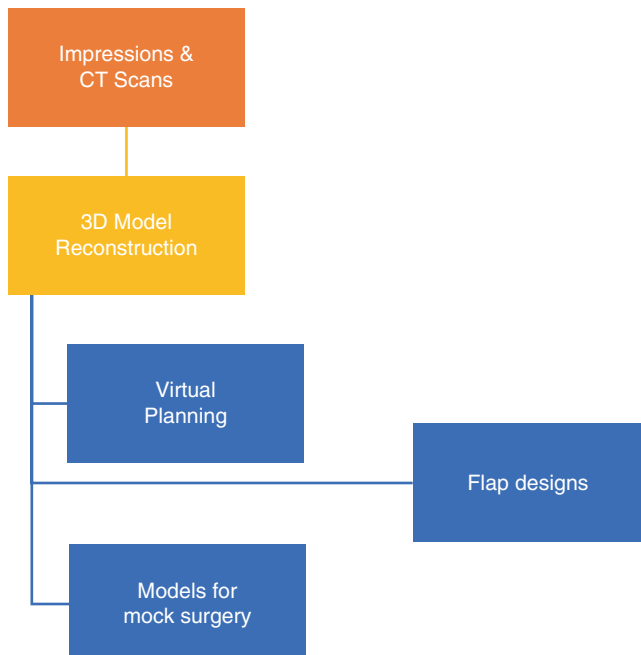 Impressions &
CT Scans
3D Model
Reconstruction
Virtual
Planning
Flap designs
Models for
mock surgery